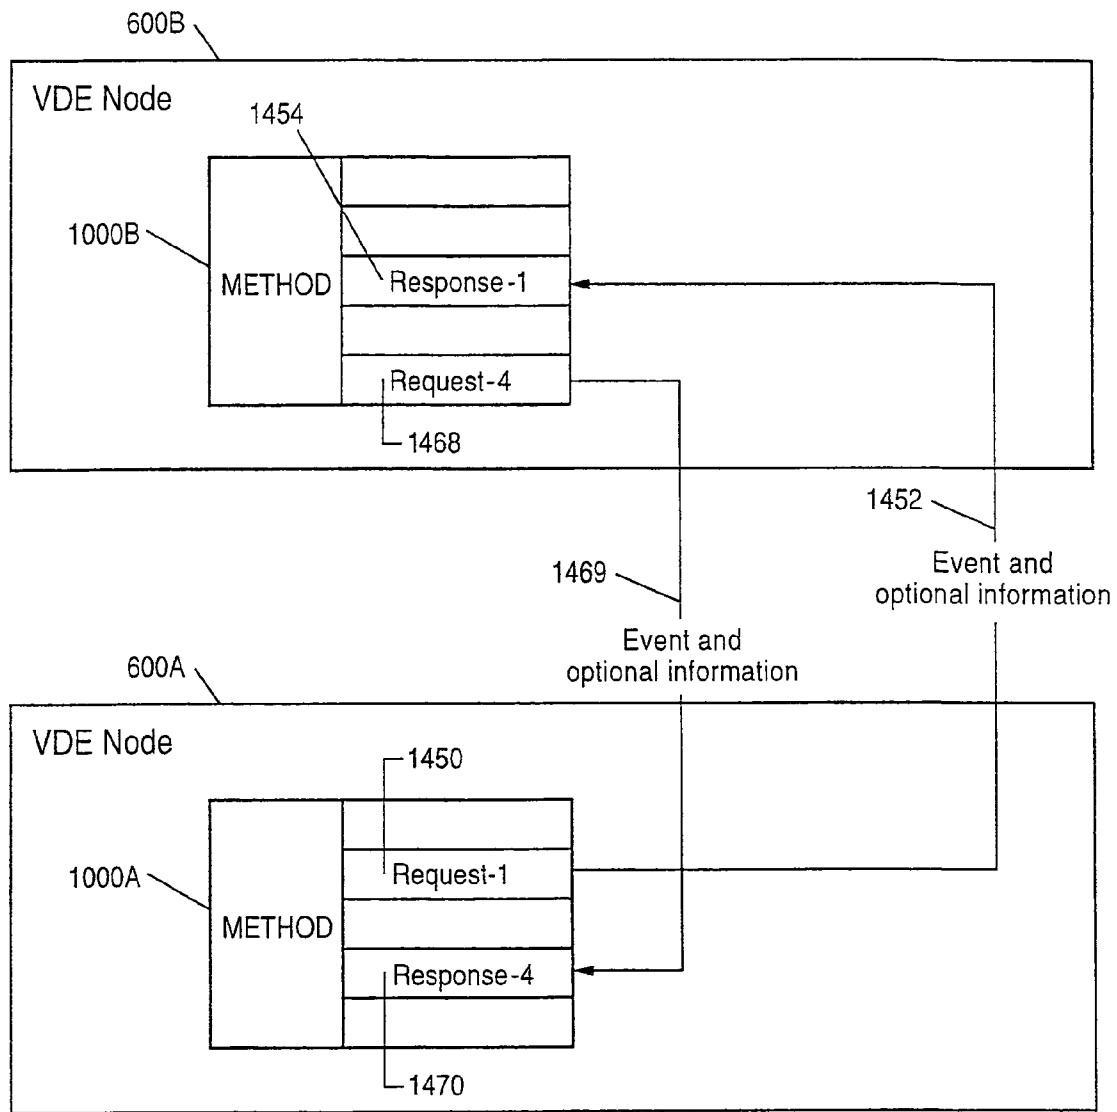 600B
VDE Node
1454
1000B
METHOD
Response-1
Request-4
1468
1452
Event and
optional information
1469
Event and
optional information
600A
VDE Node
1450
1000A
METHOD
Request-1
Response-4
1470